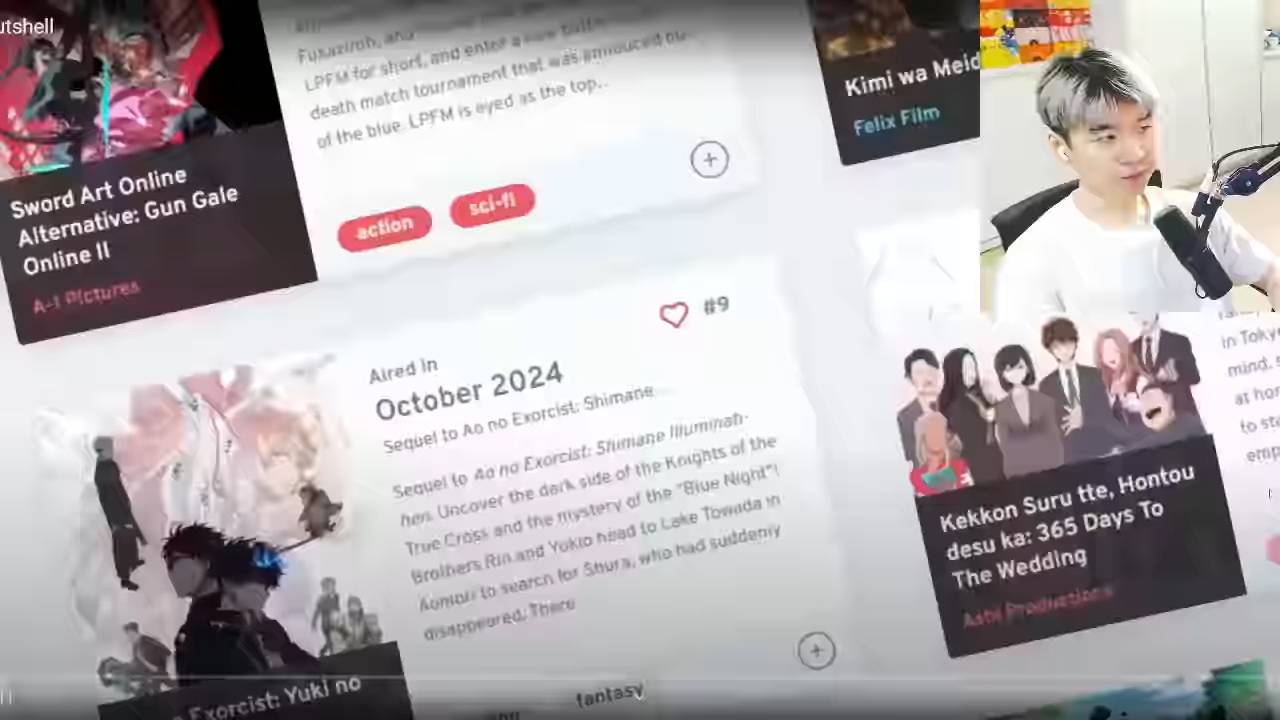 utshell
LPFM for short, and enter a new
death match tournament that was
of the blue. LPFM is eyed as the top...
action
sci-fi
Sword Art Online
Alternative: Gun Gale
Online II
A-1 Pictures
Kimi wa Meid
Felix Film
#9
Aired in
October 2024
Sequel to Ao no Exorcist: Shimane...
Sequel to Ao no Exorcist: Shimane Illuminati-
hen. Uncover the dark side of the Knights of the
True Cross and the mystery of the "Blue Night"!
Brothers Rin and Yukio head to Lake Towada in
Aomori to search for Shura, who had suddenly
disappeared. There
fantasy
Exorcist: Yuki no
Kekkon Suru tte, Hontou
desu ka: 365 Days To
The Wedding
Ashi Productions
in Toky
mind, s
at hom
to sto
emp